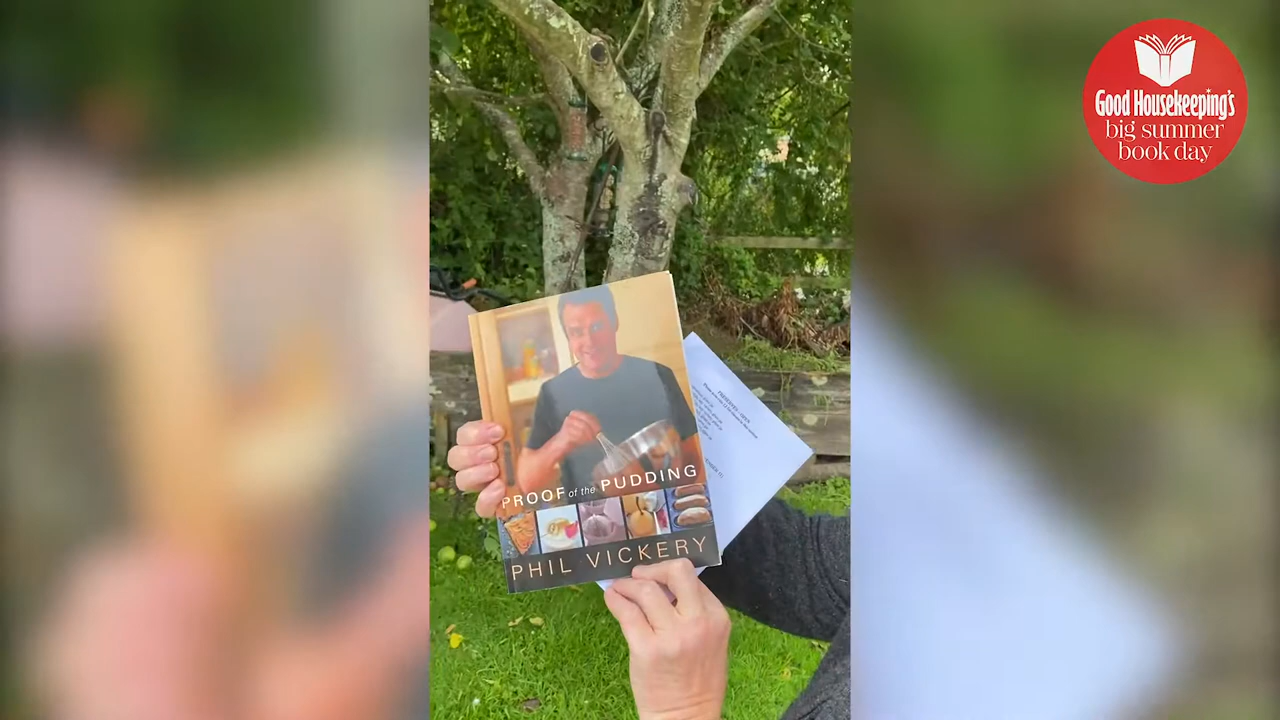 Good Housekeeping's
big summer
book day
PROOF of the PUDDING
PHIL VICKERY